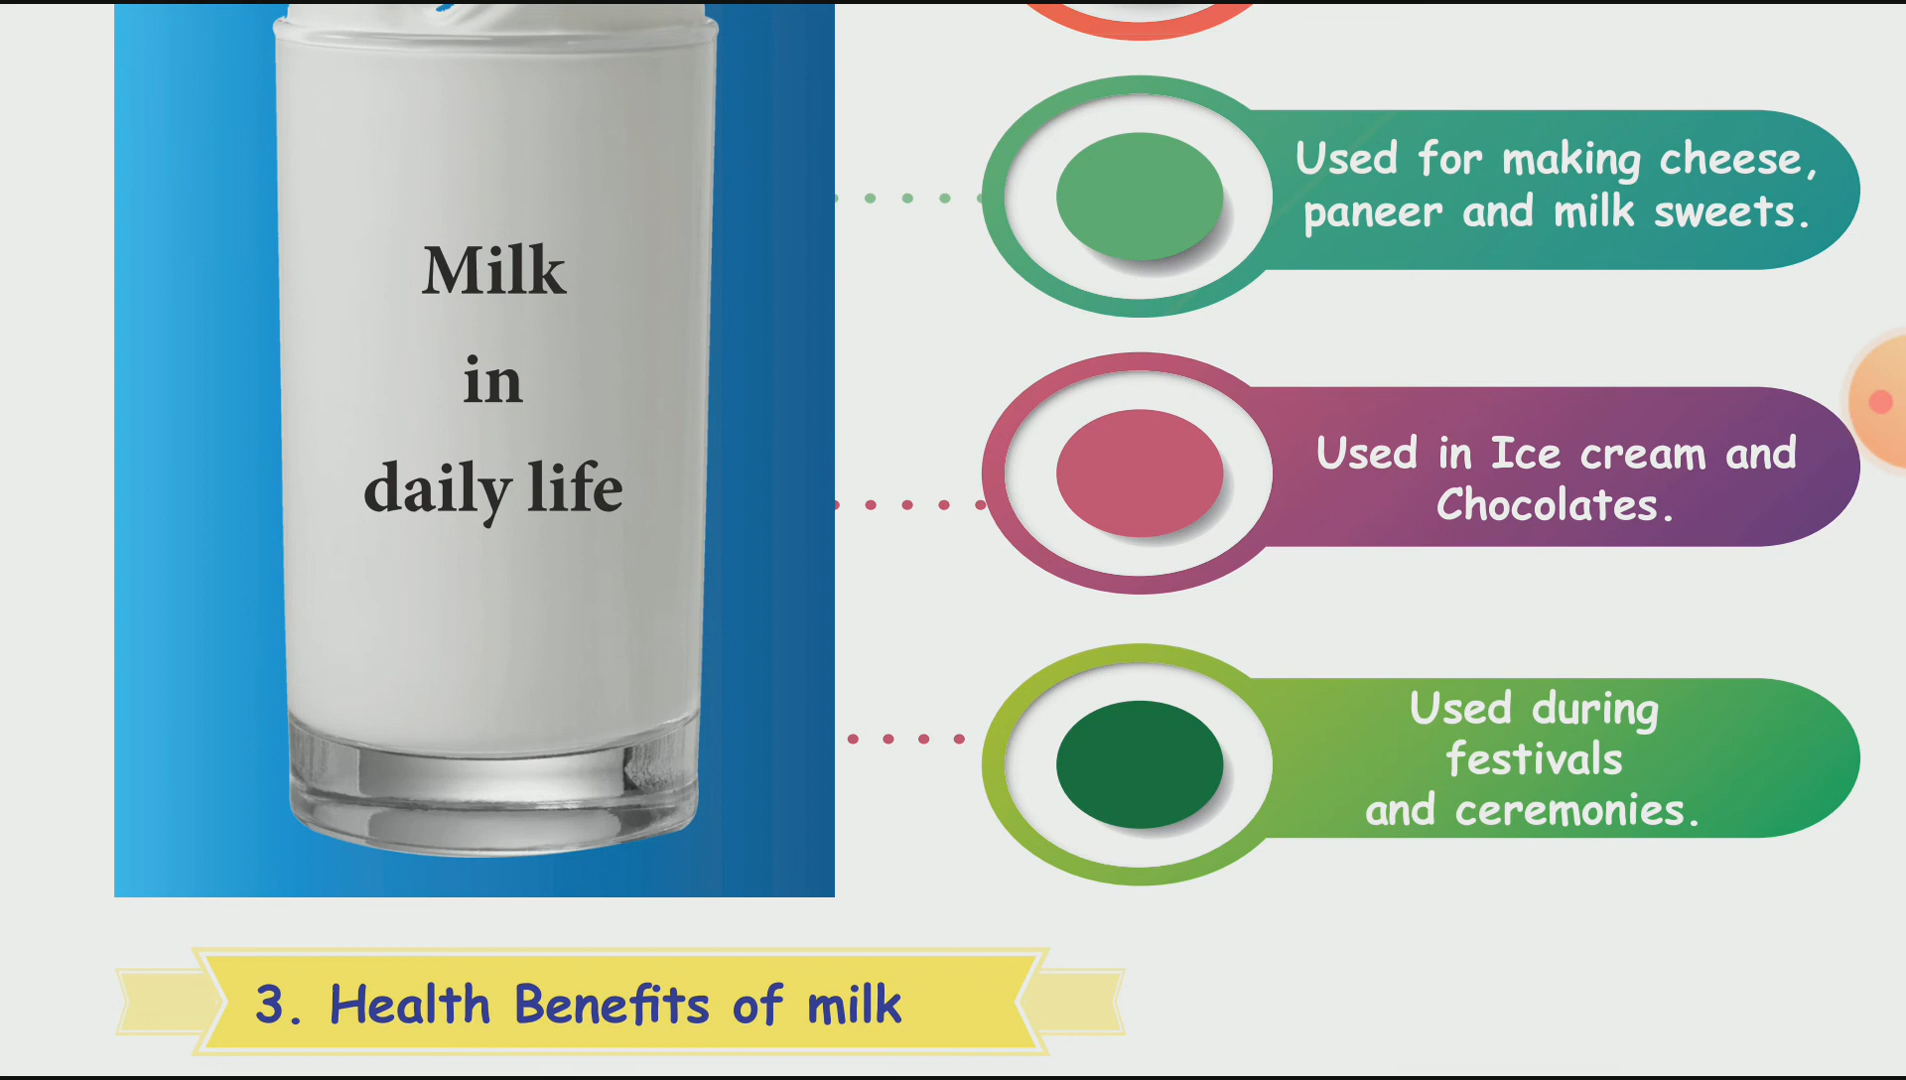 Milk
in
daily life
Used for making cheese,
paneer and milk sweets.
Used in Ice cream and
Chocolates.
Used during
festivals
and ceremonies.
3. Health Benefits of milk